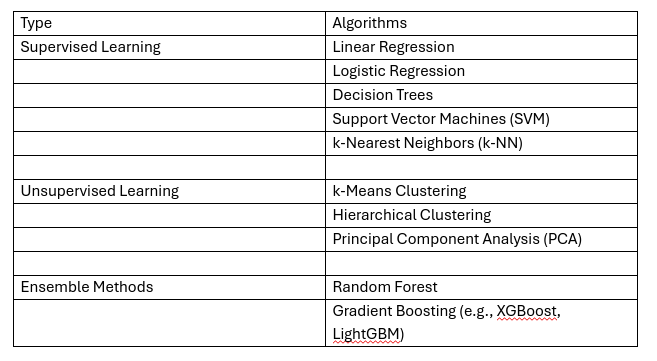 Type Algorithms
Supervised Learning Linear Regression
Logistic Regression
Decision Trees
Support Vector Machines (SVM)
k-Nearest Neighbors (k-NN)
Unsupervised Learning k-Means Clustering
Hierarchical Clustering
Principal Component Analysis (PCA)
Ensemble Methods Random Forest
Gradient Boosting (e.g., XGBoost,
LightGBM)